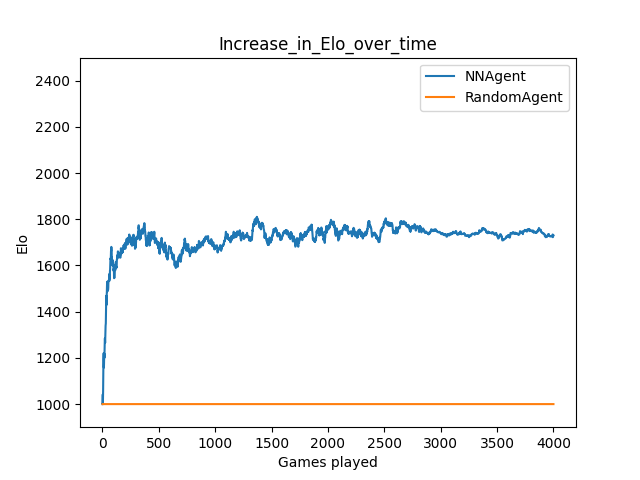 Increase_in_Elo_over_time
NNAgent
RandomAgent
2400
2200
2000
1800
1600
1400
1200
1000
Elo
0 500 1000 1500 2000 2500 3000 3500 4000
Games played